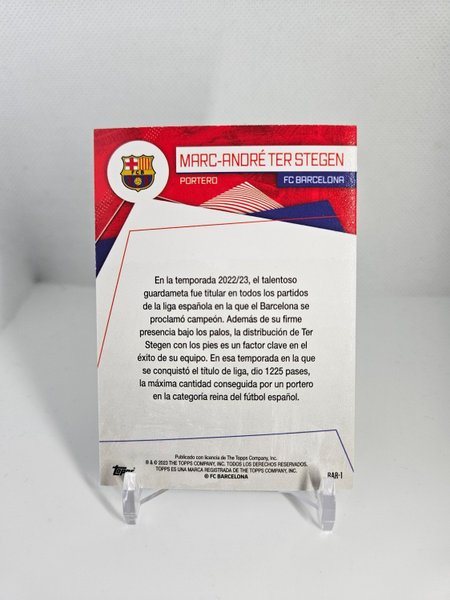 MARC-ANDRÉ TER STEGEN
PORTERO
FC BARCELONA
FCB
En la temporada 2022/23, el talentoso
guardameta fue titular en todos los partidos
de la liga española en la que el Barcelona se
proclamó campeón. Además de su firme
presencia bajo los palos, la distribución de Ter
Stegen con los pies es un factor clave en el
éxito de su equipo. En esa temporada en la que
se conquistó el título de liga, dio 1225 pases,
la máxima cantidad conseguida por un portero
en la categoría reina del fútbol español.
Publicado con licencia de The Topps Company, Inc.
® & © 2023 THE TOPPS COMPANY, INC. TODOS LOS DERECHOS RESERVADOS.
TOPPS ES UNA MARCA REGISTRADA DE THE TOPPS COMPANY, INC.
© FC BARCELONA
Topps
BAR-1